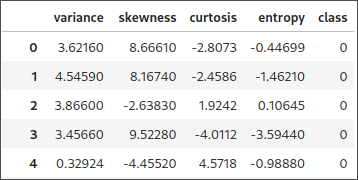 variance skewness curtosis entropy class
0 3.62160 8.66610 -2.8073 -0.44699 0
1 4.54590 8.16740 -2.4586 -1.46210 0
2 3.86600 -2.63830 1.9242 0.10645 0
3 3.45660 9.52280 -4.0112 -3.59440 0
4 0.32924 -4.45520 4.5718 -0.98880 0